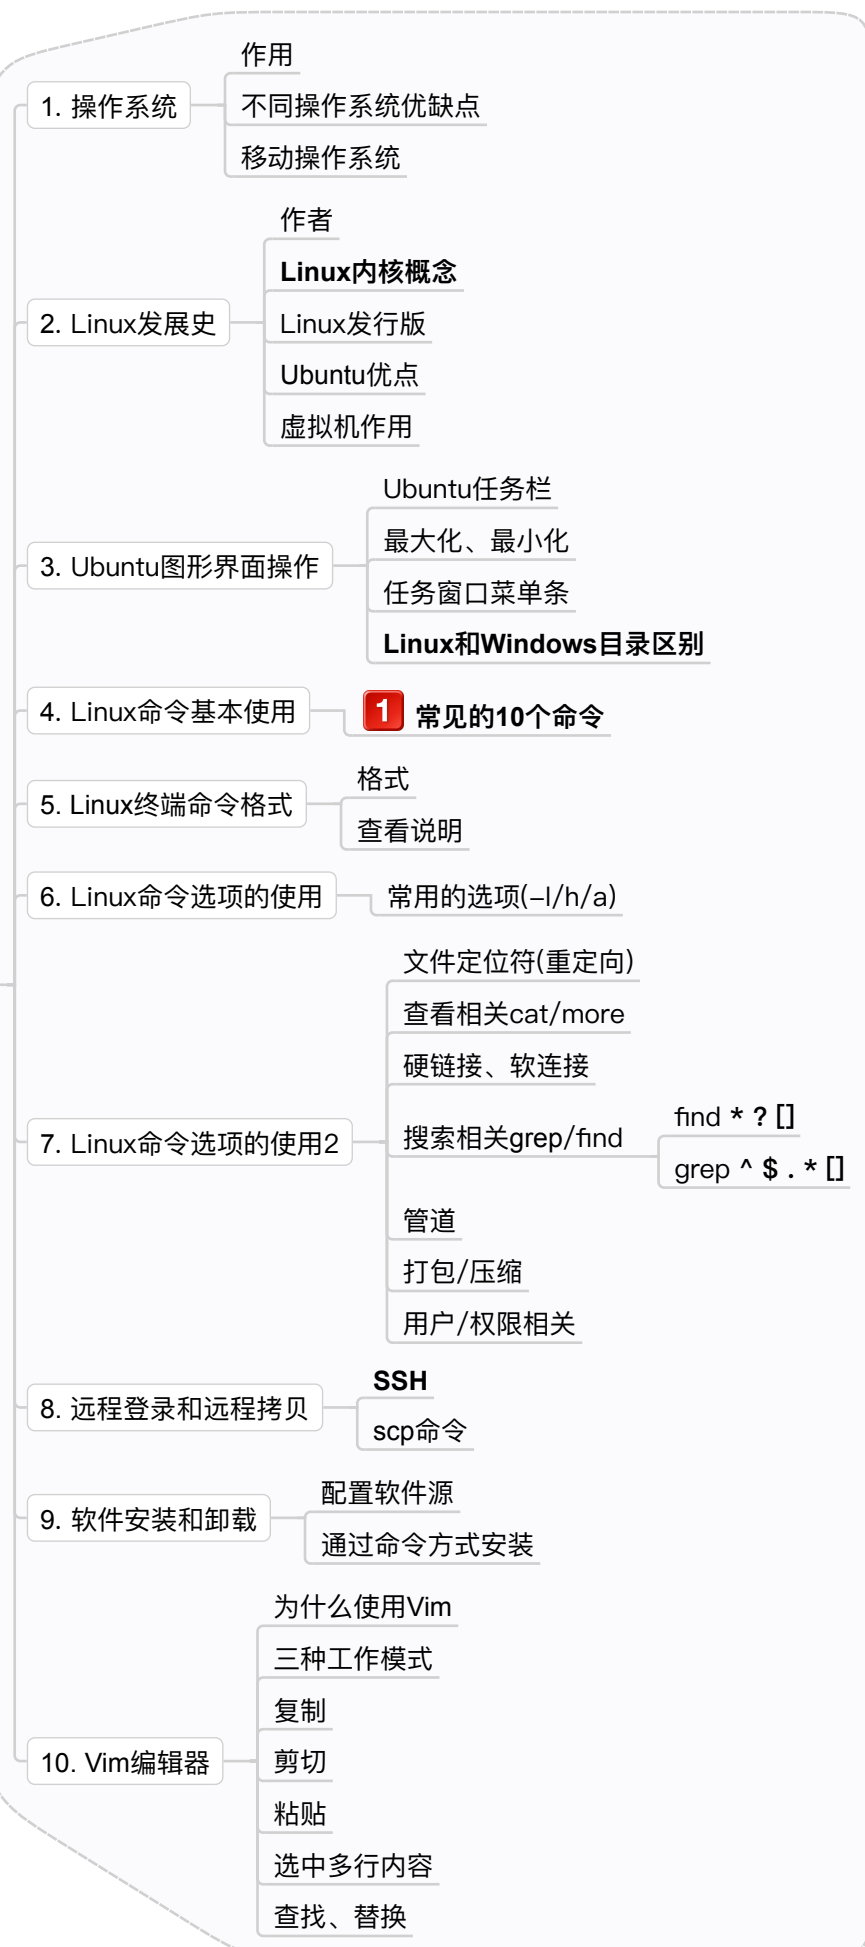 1. 操作系统
作用
不同操作系统优缺点
移动操作系统
2. Linux发展史
作者
Linux内核概念
Linux发行版
Ubuntu优点
虚拟机作用
3. Ubuntu图形界面操作
Ubuntu任务栏
最大化、最小化
任务窗口菜单条
Linux和Windows目录区别
4. Linux命令基本使用
1 常见的10个命令
5. Linux终端命令格式
格式
查看说明
6. Linux命令选项的使用
常用的选项(-l/h/a)
7. Linux命令选项的使用2
文件定位符(重定向)
查看相关cat/more
硬链接、软连接
搜索相关grep/find
find * ? []
grep ^ $ . * []
管道
打包/压缩
用户/权限相关
8. 远程登录和远程拷贝
SSH
scp命令
9. 软件安装和卸载
配置软件源
通过命令方式安装
10. Vim编辑器
为什么使用Vim
三种工作模式
复制
剪切
粘贴
选中多行内容
查找、替换